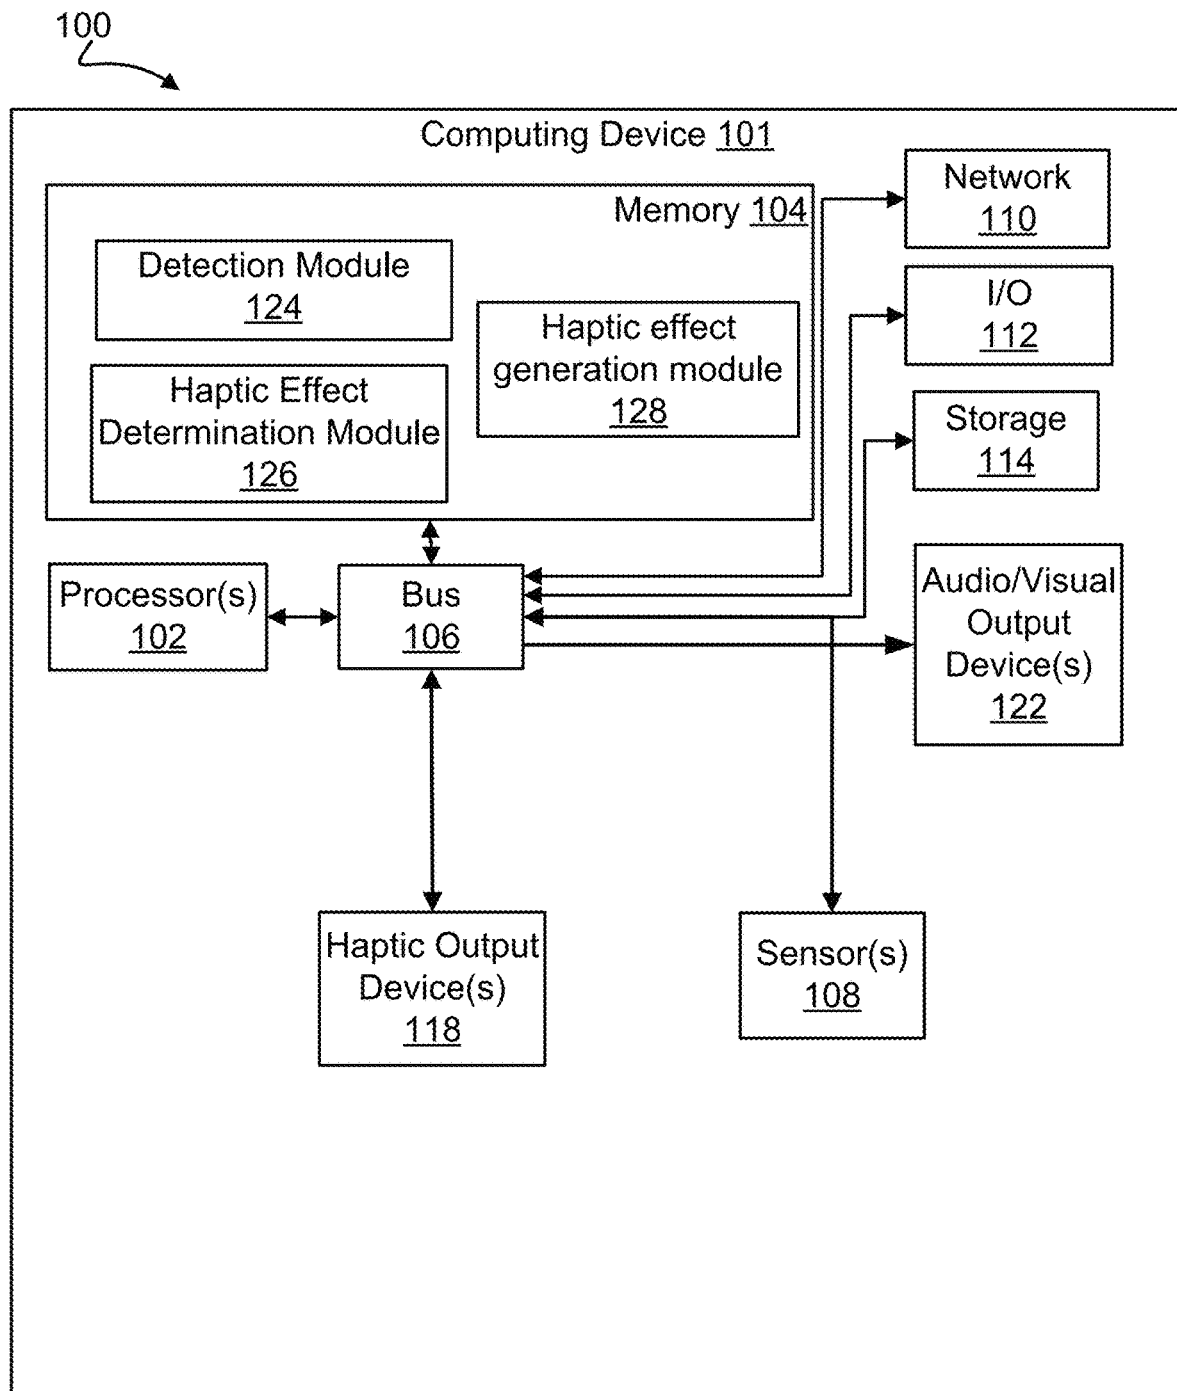 100
Computing Device 101
Memory 104
Detection Module
124
Haptic Effect
Determination Module
126
Haptic effect
generation module
128
Network
110
I/O
112
Storage
114
Processor(s)
102
Bus
106
Audio/Visual
Output
Device(s)
122
Haptic Output
Device(s)
118
Sensor(s)
108